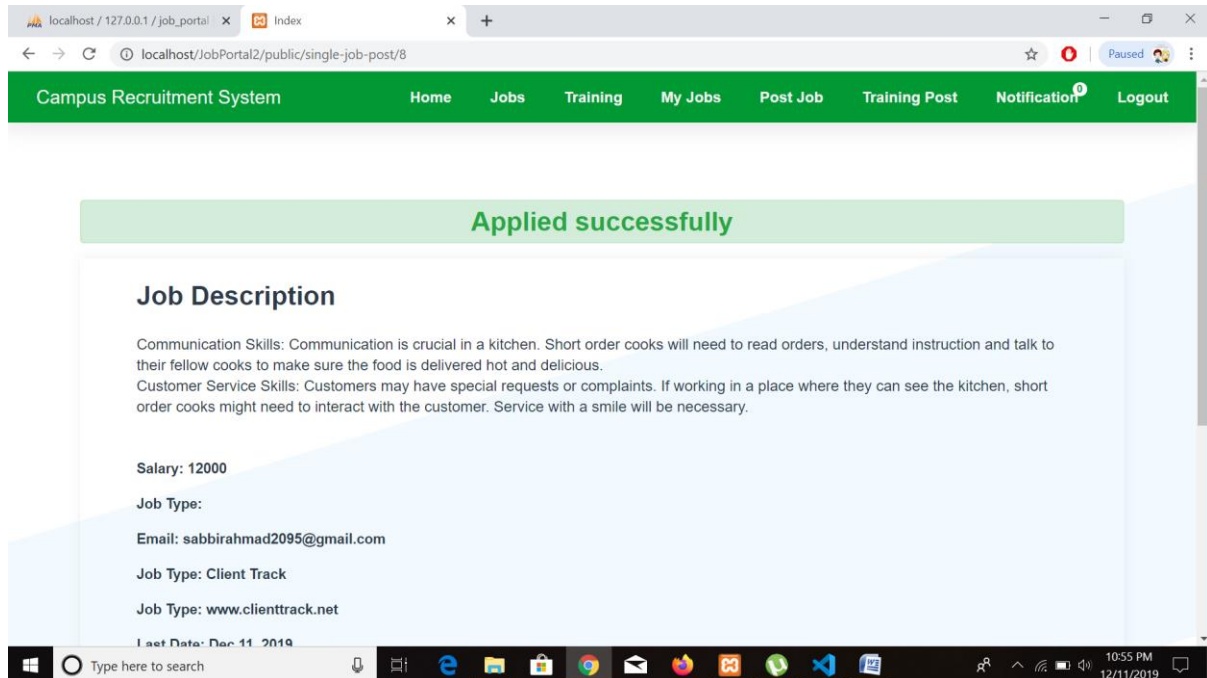 localhost / 127.0.0.1 / job_portal
Index
localhost/JobPortal2/public/single-job-post/8
Paused
Campus Recruitment System
Home
Jobs
Training
My Jobs
Post Job
Training Post
Notification
0
Logout
Applied successfully
Job Description
Communication Skills: Communication is crucial in a kitchen. Short order cooks will need to read orders, understand instruction and talk to
their fellow cooks to make sure the food is delivered hot and delicious.
Customer Service Skills: Customers may have special requests or complaints. If working in a place where they can see the kitchen, short
order cooks might need to interact with the customer. Service with a smile will be necessary.
Salary: 12000
Job Type:
Email: sabbirahmad2095@gmail.com
Job Type: Client Track
Job Type: www.clienttrack.net
Last Date: Dec 11, 2019
Type here to search
10:55 PM
12/11/2019